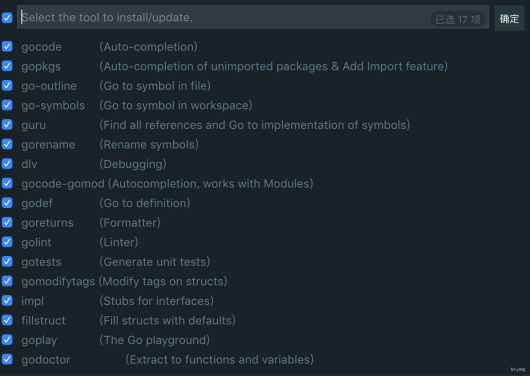 Select the tool to install/update. 已选 17 项 确定
gocode (Auto-completion)
gopkgs (Auto-completion of unimported packages & Add Import feature)
go-outline (Go to symbol in file)
go-symbols (Go to symbol in workspace)
guru (Find all references and Go to implementation of symbols)
gorename (Rename symbols)
dlv (Debugging)
gocode-gomod (Autocompletion, works with Modules)
godef (Go to definition)
goreturns (Formatter)
golint (Linter)
gotests (Generate unit tests)
gomodifytags (Modify tags on structs)
impl (Stubs for interfaces)
fillstruct (Fill structs with defaults)
goplay (The Go playground)
godoctor (Extract to functions and variables)